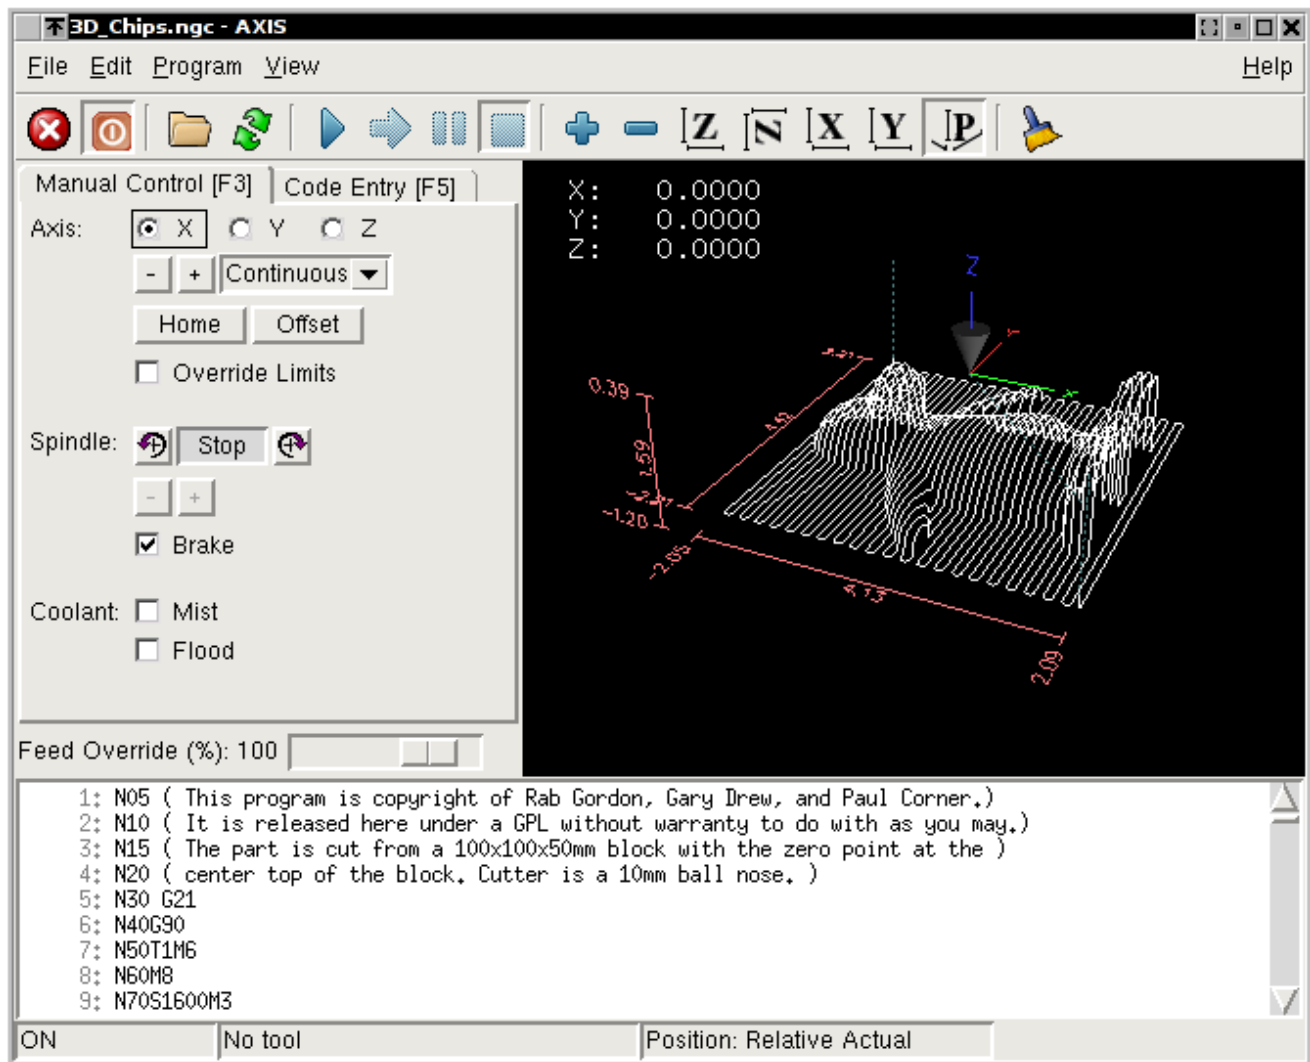 3D_Chips.ngc - AXIS
File Edit Program View Help
Z N X Y P
Manual Control [F3] Code Entry [F5]
Axis: X Y Z
- + Continuous
Home Offset
Override Limits
Spindle: Stop
- +
Brake
Coolant: Mist
Flood
Feed Override (%): 100
X: 0.0000
Y: 0.0000
Z: 0.0000
Z
Y
X
0.39
1.59
-1.20
-2.05
4.13
2.09
1: N05 ( This program is copyright of Rab Gordon, Gary Drew, and Paul Corner.)
2: N10 ( It is released here under a GPL without warranty to do with as you may.)
3: N15 ( The part is cut from a 100x100x50mm block with the zero point at the )
4: N20 ( center top of the block. Cutter is a 10mm ball nose. )
5: N30 G21
6: N40G90
7: N50T1M6
8: N60M8
9: N70S1600M3
ON No tool Position: Relative Actual